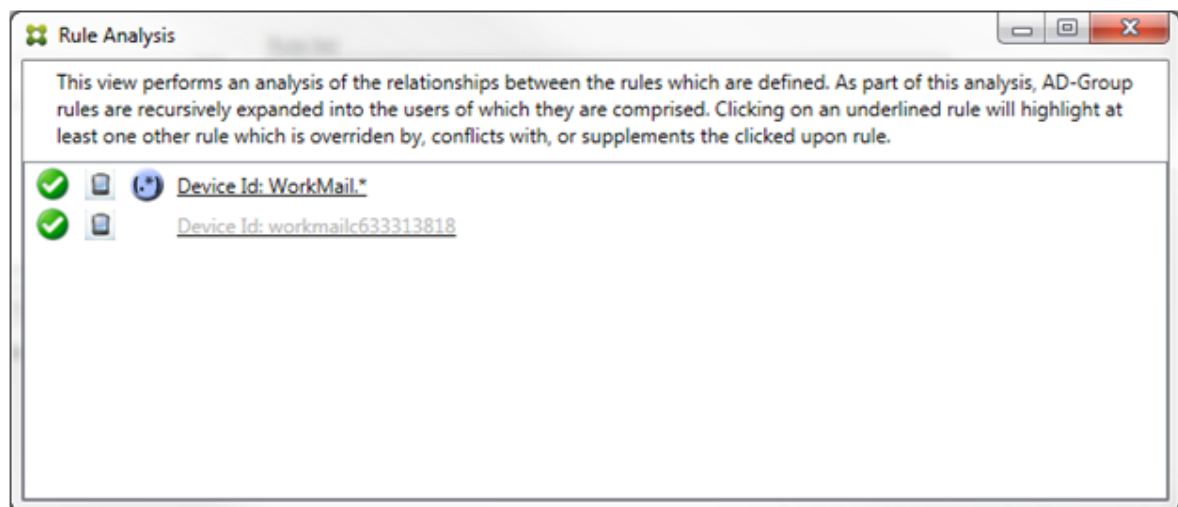 Rule Analysis
This view performs an analysis of the relationships between the rules which are defined. As part of this analysis, AD-Group
rules are recursively expanded into the users of which they are comprised. Clicking on an underlined rule will highlight at
least one other rule which is overriden by, conflicts with, or supplements the clicked upon rule.
(.*) Device Id: WorkMail.*
Device Id: workmailc633313818